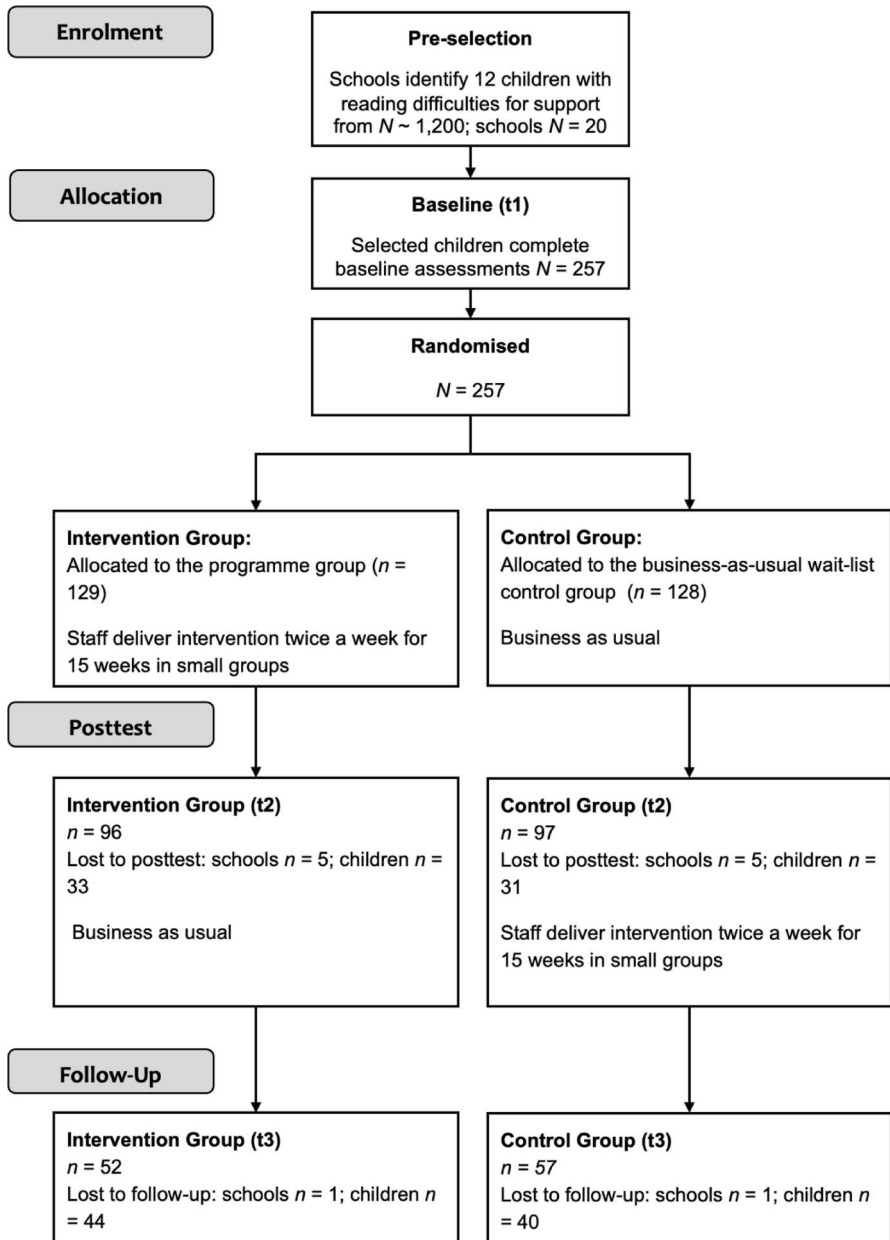 Enrolment
Pre-selection
Schools identify 12 children with
reading difficulties for support
from N ~ 1,200; schools N = 20
Allocation
Baseline (t1)
Selected children complete
baseline assessments N = 257
Randomised
N = 257
Intervention Group:
Allocated to the programme group (n =
129)
Staff deliver intervention twice a week for
15 weeks in small groups
Control Group:
Allocated to the business-as-usual wait-list
control group (n = 128)
Business as usual
Posttest
Intervention Group (t2)
n = 96
Lost to posttest: schools n = 5; children n =
33
Business as usual
Control Group (t2)
n = 97
Lost to posttest: schools n = 5; children n =
31
Staff deliver intervention twice a week for
15 weeks in small groups
Follow-Up
Intervention Group (t3)
n = 52
Lost to follow-up: schools n = 1; children n
= 44
Control Group (t3)
n = 57
Lost to follow-up: schools n = 1; children n
= 40